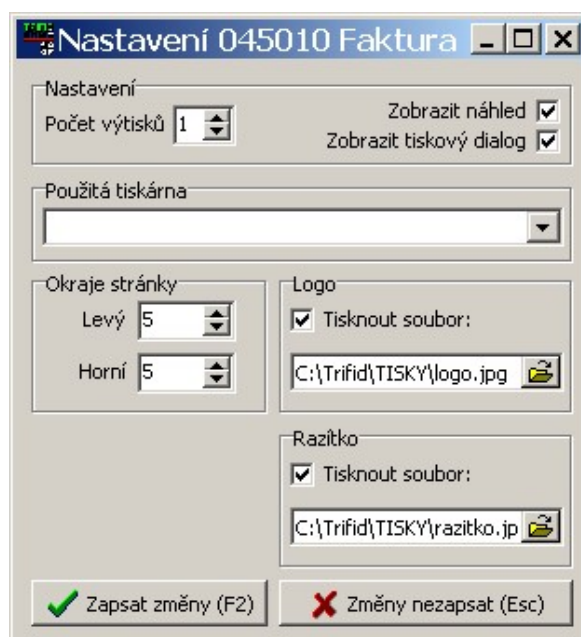 Nastavení 045010 Faktura
Nastavení
Počet výtisků 1
Zobrazit náhled
Zobrazit tiskový dialog
Použitá tiskárna
Okraje stránky
Levý 5
Horní 5
Logo
Tisknout soubor:
C:\Trifid\TISKY\logo.jpg
Razítko
Tisknout soubor:
C:\Trifid\TISKY\razitko.jp
Zapsat změny (F2)
Změny nezapsat (Esc)